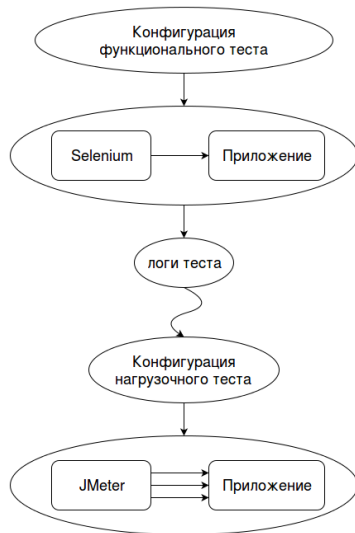 Конфигурация
функционального теста
Selenium
Приложение
логи теста
Конфигурация
нагрузочного теста
JMeter
Приложение